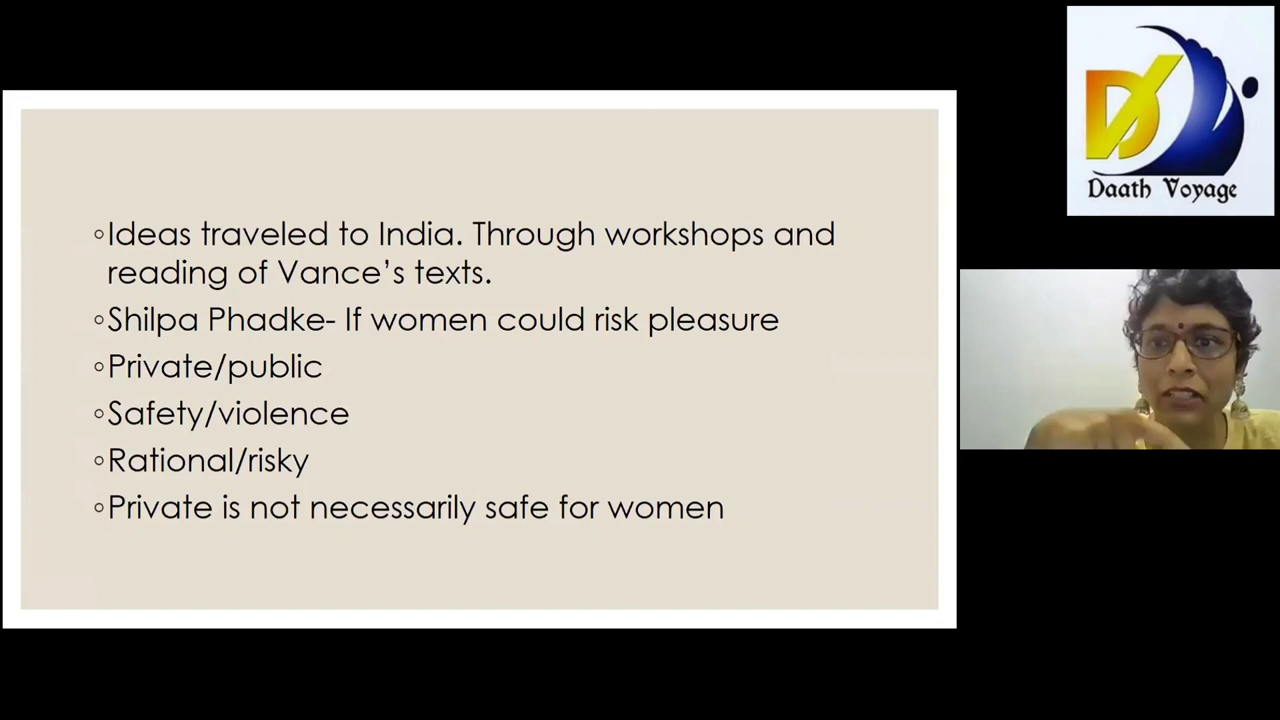 ◦Ideas traveled to India. Through workshops and
reading of Vance’s texts.
◦Shilpa Phadke- If women could risk pleasure
◦Private/public
◦Safety/violence
◦Rational/risky
◦Private is not necessarily safe for women
DV
Daath Voyage